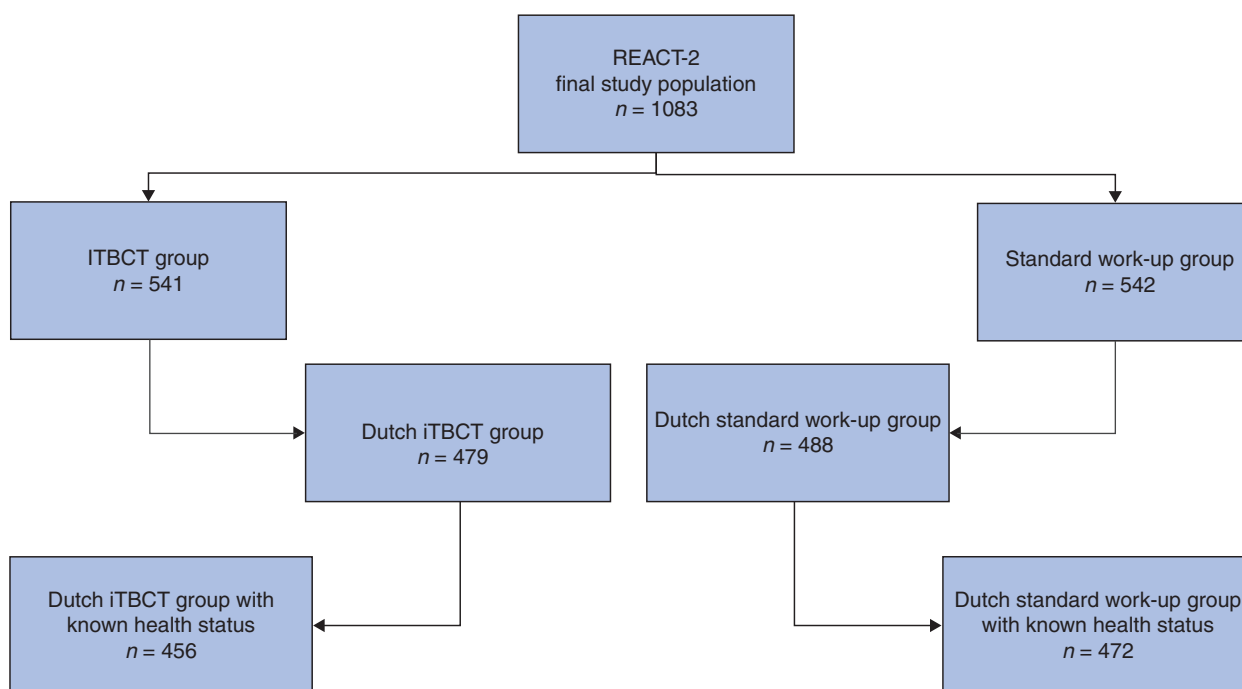 REACT-2
final study population
n = 1083
ITBCT group
n = 541
Standard work-up group
n = 542
Dutch iTBCT group
n = 479
Dutch standard work-up group
n = 488
Dutch iTBCT group with
known health status
n = 456
Dutch standard work-up group
with known health status
n = 472